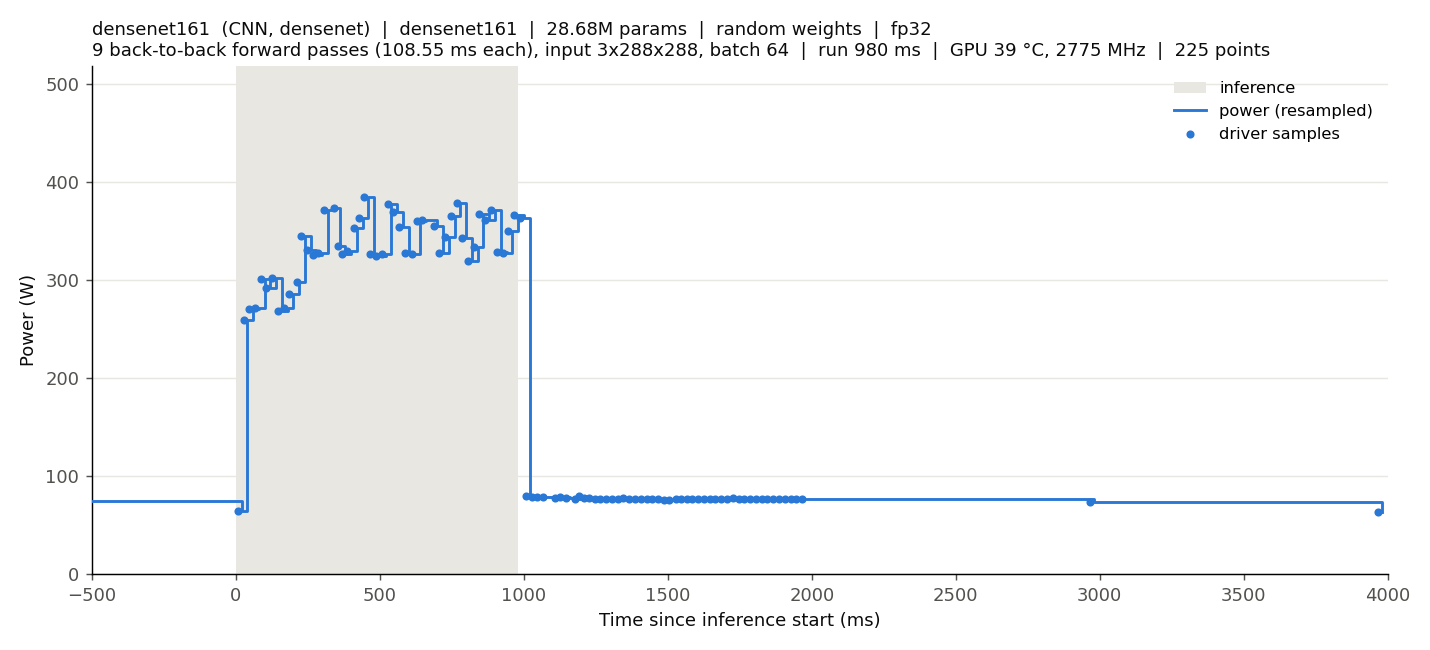 densenet161  (CNN, densenet)  |  densenet161  |  28.68M params  |  random weights  |  fp32
9 back-to-back forward passes (108.55 ms each), input 3x288x288, batch 64  |  run 980 ms  |  GPU 39 °C, 2775 MHz  |  225 points
inference
power (resampled)
driver samples
500
400
300
200
100
0
Power (W)
−500
0
500
1000
1500
2000
2500
3000
3500
4000
Time since inference start (ms)